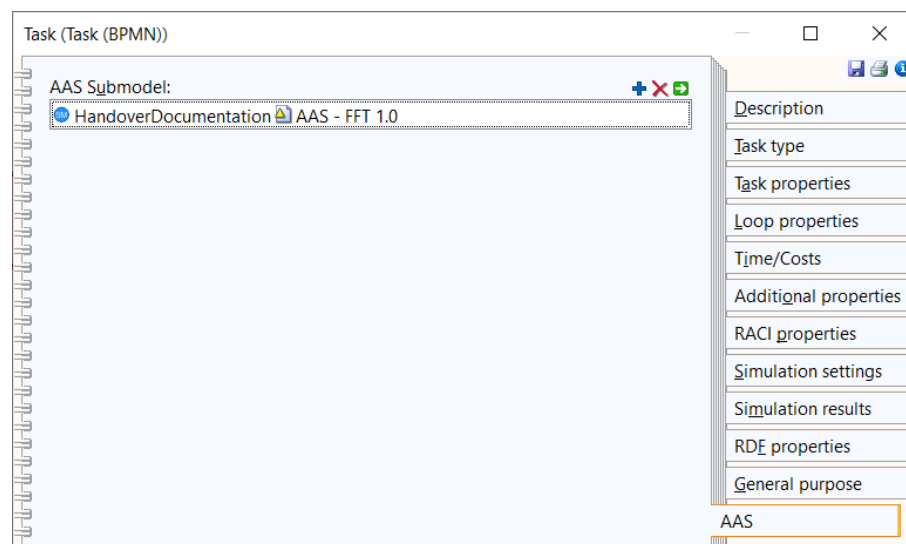 Task (Task (BPMN))
AAS Submodel:
SM HandoverDocumentation AAS - FFT 1.0
Description
Task type
Task properties
Loop properties
Time/Costs
Additional properties
RACI properties
Simulation settings
Simulation results
RDF properties
General purpose
AAS